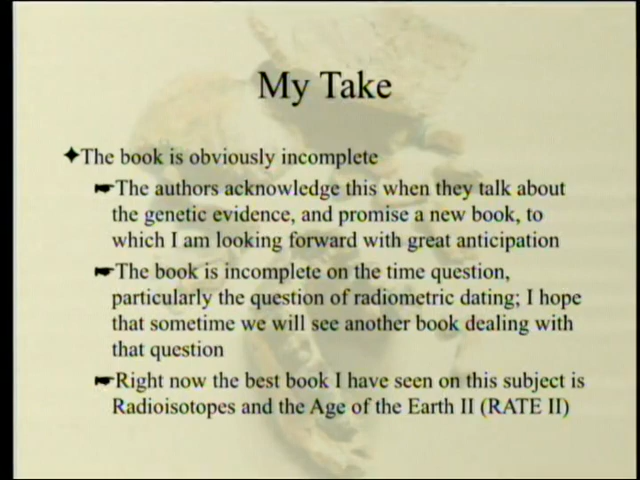 My Take
The book is obviously incomplete
The authors acknowledge this when they talk about
the genetic evidence, and promise a new book, to
which I am looking forward with great anticipation
The book is incomplete on the time question,
particularly the question of radiometric dating; I hope
that sometime we will see another book dealing with
that question
Right now the best book I have seen on this subject is
Radioisotopes and the Age of the Earth II (RATE II)